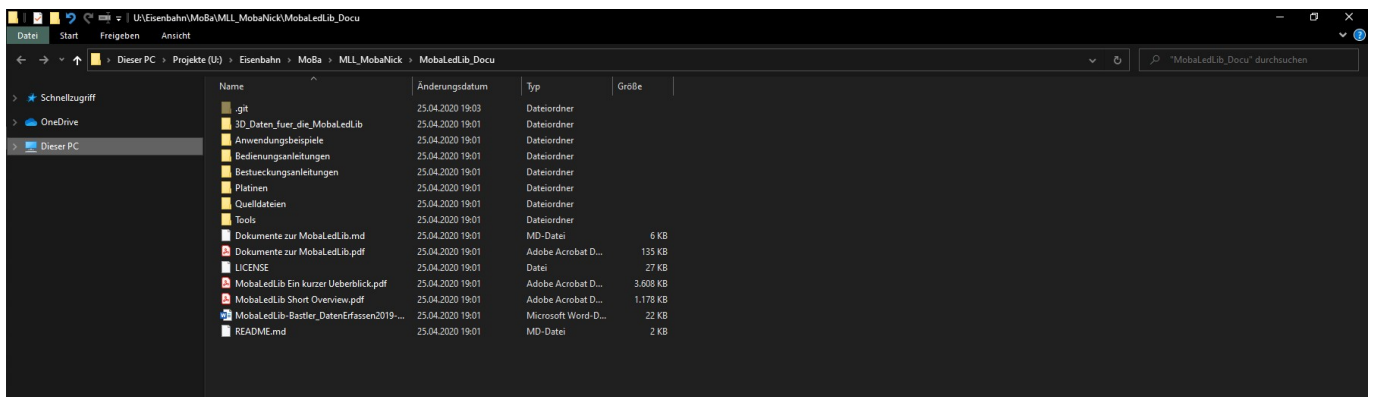 U:\Eisenbahn\MoBa\MLL_MobaNick\MobaLedLib_Docu
Datei Start Freigeben Ansicht
Dieser PC > Projekte (U:) > Eisenbahn > MoBa > MLL_MobaNick > MobaLedLib_Docu
"MobaLedLib_Docu" durchsuchen
Schnellzugriff
OneDrive
Dieser PC
Name Änderungsdatum Typ Größe
.git 25.04.2020 19:03 Dateiordner
3D_Daten_fuer_die_MobaLedLib 25.04.2020 19:01 Dateiordner
Anwendungsbeispiele 25.04.2020 19:01 Dateiordner
Bedienungsanleitungen 25.04.2020 19:01 Dateiordner
Bestueckungsanleitungen 25.04.2020 19:01 Dateiordner
Platinen 25.04.2020 19:01 Dateiordner
Quelldateien 25.04.2020 19:01 Dateiordner
Tools 25.04.2020 19:01 Dateiordner
Dokumente zur MobaLedLib.md 25.04.2020 19:01 MD-Datei 6 KB
Dokumente zur MobaLedLib.pdf 25.04.2020 19:01 Adobe Acrobat D... 135 KB
LICENSE 25.04.2020 19:01 Datei 27 KB
MobaLedLib Ein kurzer Ueberblick.pdf 25.04.2020 19:01 Adobe Acrobat D... 3.608 KB
MobaLedLib Short Overview.pdf 25.04.2020 19:01 Adobe Acrobat D... 1.178 KB
MobaLedLib-Bastler_DatenErfassen2019-... 25.04.2020 19:01 Microsoft Word-D... 22 KB
README.md 25.04.2020 19:01 MD-Datei 2 KB